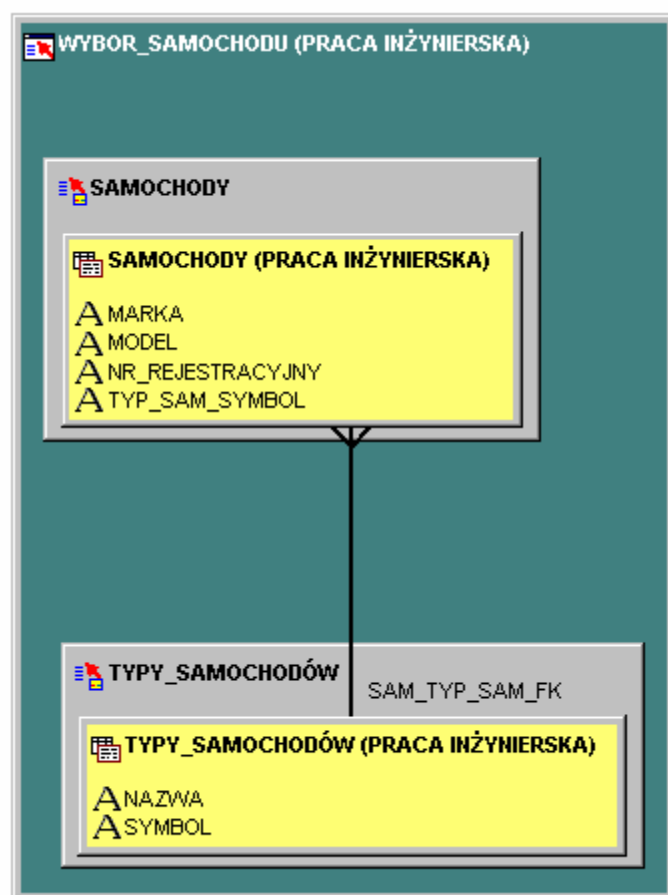 WYBOR_SAMOCHODU (PRACA INŻYNIERSKA)
SAMOCHODY
SAMOCHODY (PRACA INŻYNIERSKA)
A MARKA
A MODEL
A NR_REJESTRACYJNY
A TYP_SAM_SYMBOL
TYPY_SAMOCHODÓW
SAM_TYP_SAM_FK
TYPY_SAMOCHODÓW (PRACA INŻYNIERSKA)
A NAZWA
A SYMBOL